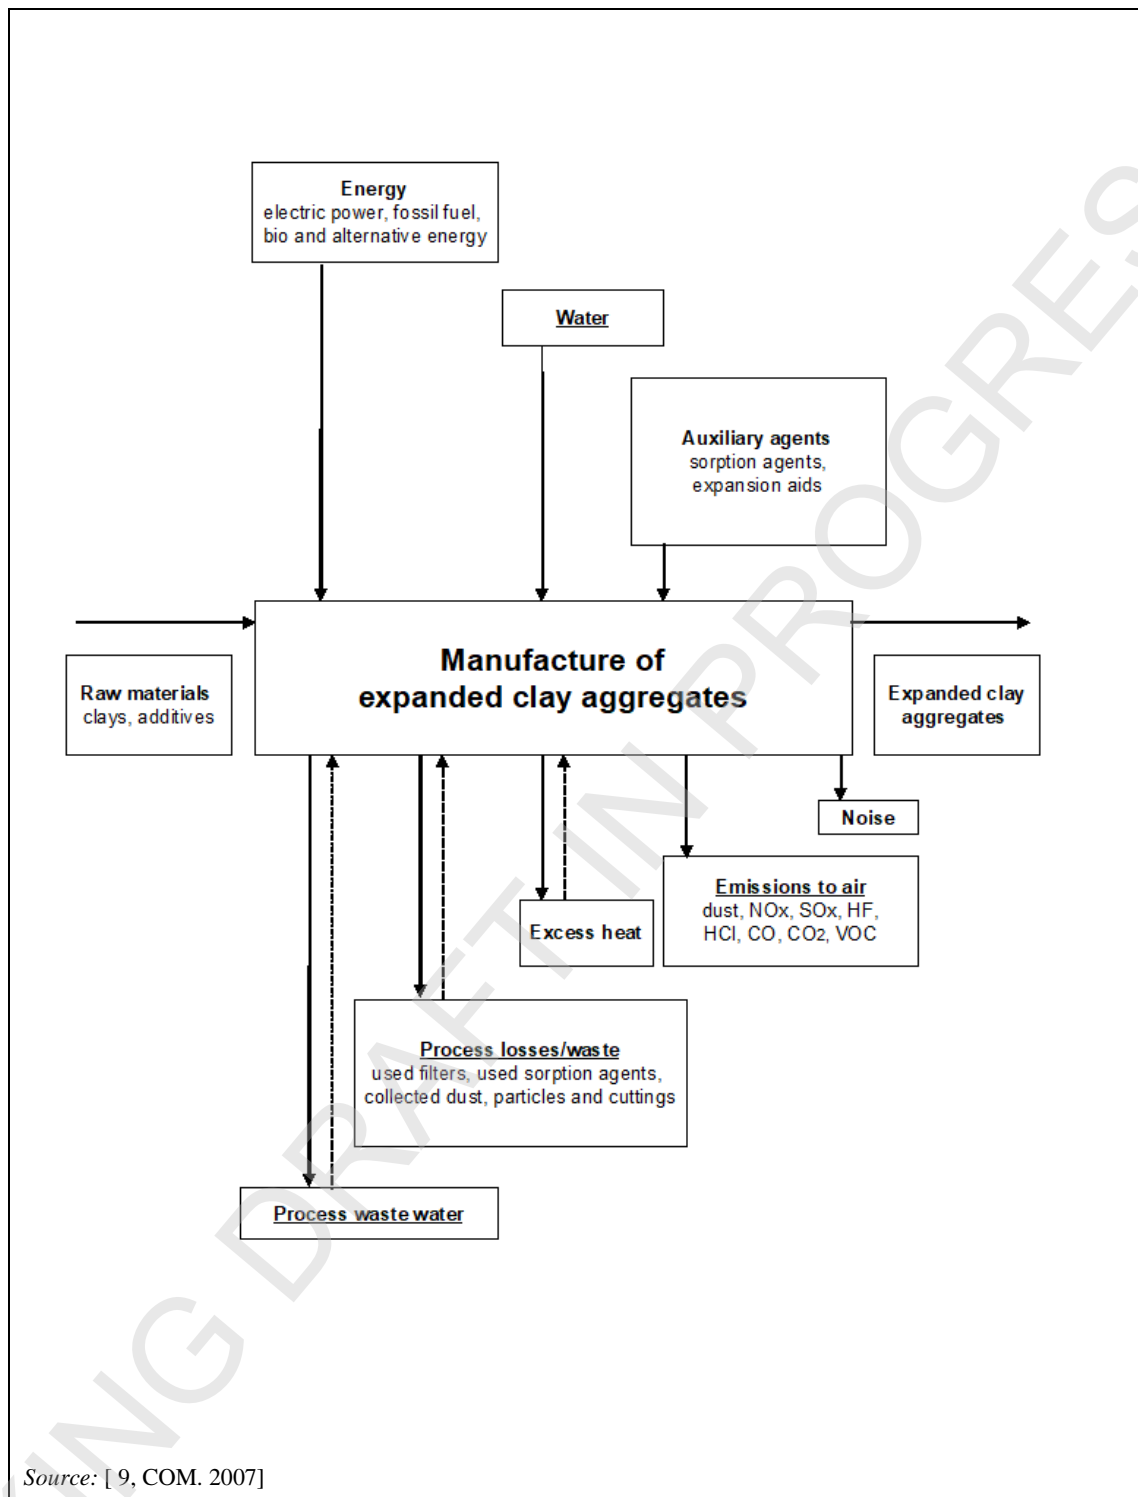 Energy
electric power, fossil fuel,
bio and alternative energy
Water
Auxiliary agents
sorption agents,
expansion aids
Manufacture of
expanded clay aggregates
Raw materials
clays, additives
Expanded clay
aggregates
Noise
Emissions to air
dust, NOx, SOx, HF,
HCl, CO, CO2, VOC
Excess heat
Process losses/waste
used filters, used sorption agents,
collected dust, particles and cuttings
Process waste water
KING DRAFT IN PROGRES
Source: [ 9, COM. 2007]